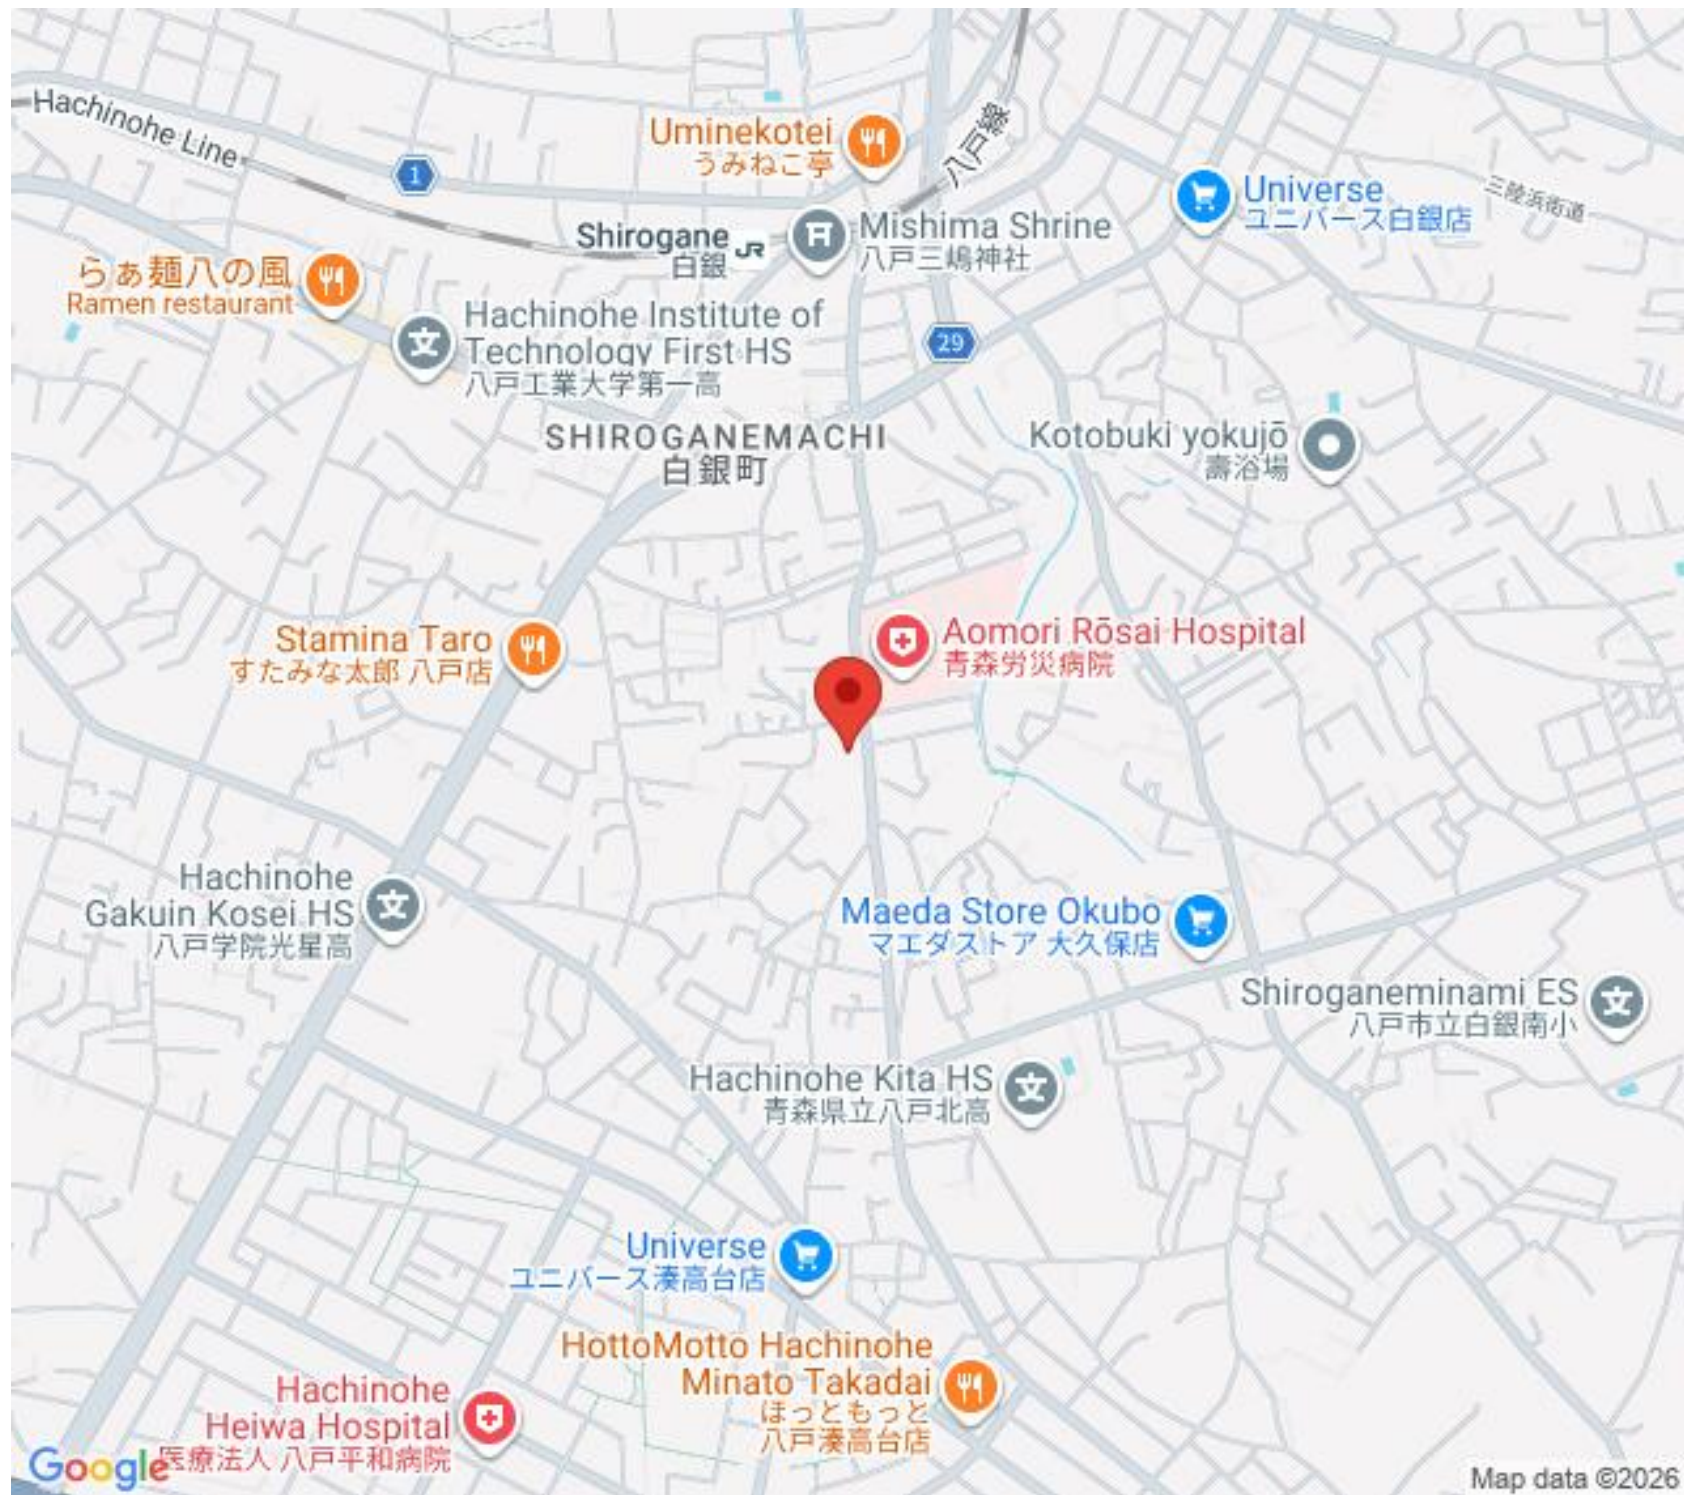 Hachinohe Line
1
Uminekotei
うみねこ亭
八戸線
Universe
ユニバース白銀店
三陸浜街道
Shirogane
白銀
JR
Mishima Shrine
八戸三嶋神社
らぁ麺八の風
Ramen restaurant
Hachinohe Institute of
Technology First HS
八戸工業大学第一高
29
SHIROGANEMACHI
白銀町
Kotobuki yokujō
壽浴場
Stamina Taro
すたみな太郎 八戸店
Aomori Rōsai Hospital
青森労災病院
Hachinohe
Gakuin Kosei HS
八戸学院光星高
Maeda Store Okubo
マエダストア 大久保店
Shiroganeminami ES
八戸市立白銀南小
Hachinohe Kita HS
青森県立八戸北高
Universe
ユニバース湊高台店
HottoMotto Hachinohe
Minato Takadai
ほっともっと
八戸湊高台店
Hachinohe
Heiwa Hospital
医療法人 八戸平和病院
Google
Map data ©2026